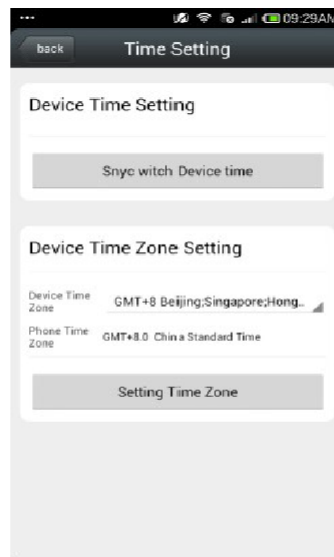 ... 09:29AM
back Time Setting
Device Time Setting
Snyc witch Device time
Device Time Zone Setting
Device Time
Zone
GMT+8 Beijing;Singapore;Hong..
Phone Time
Zone
GMT+8.0 China Standard Time
Setting Time Zone